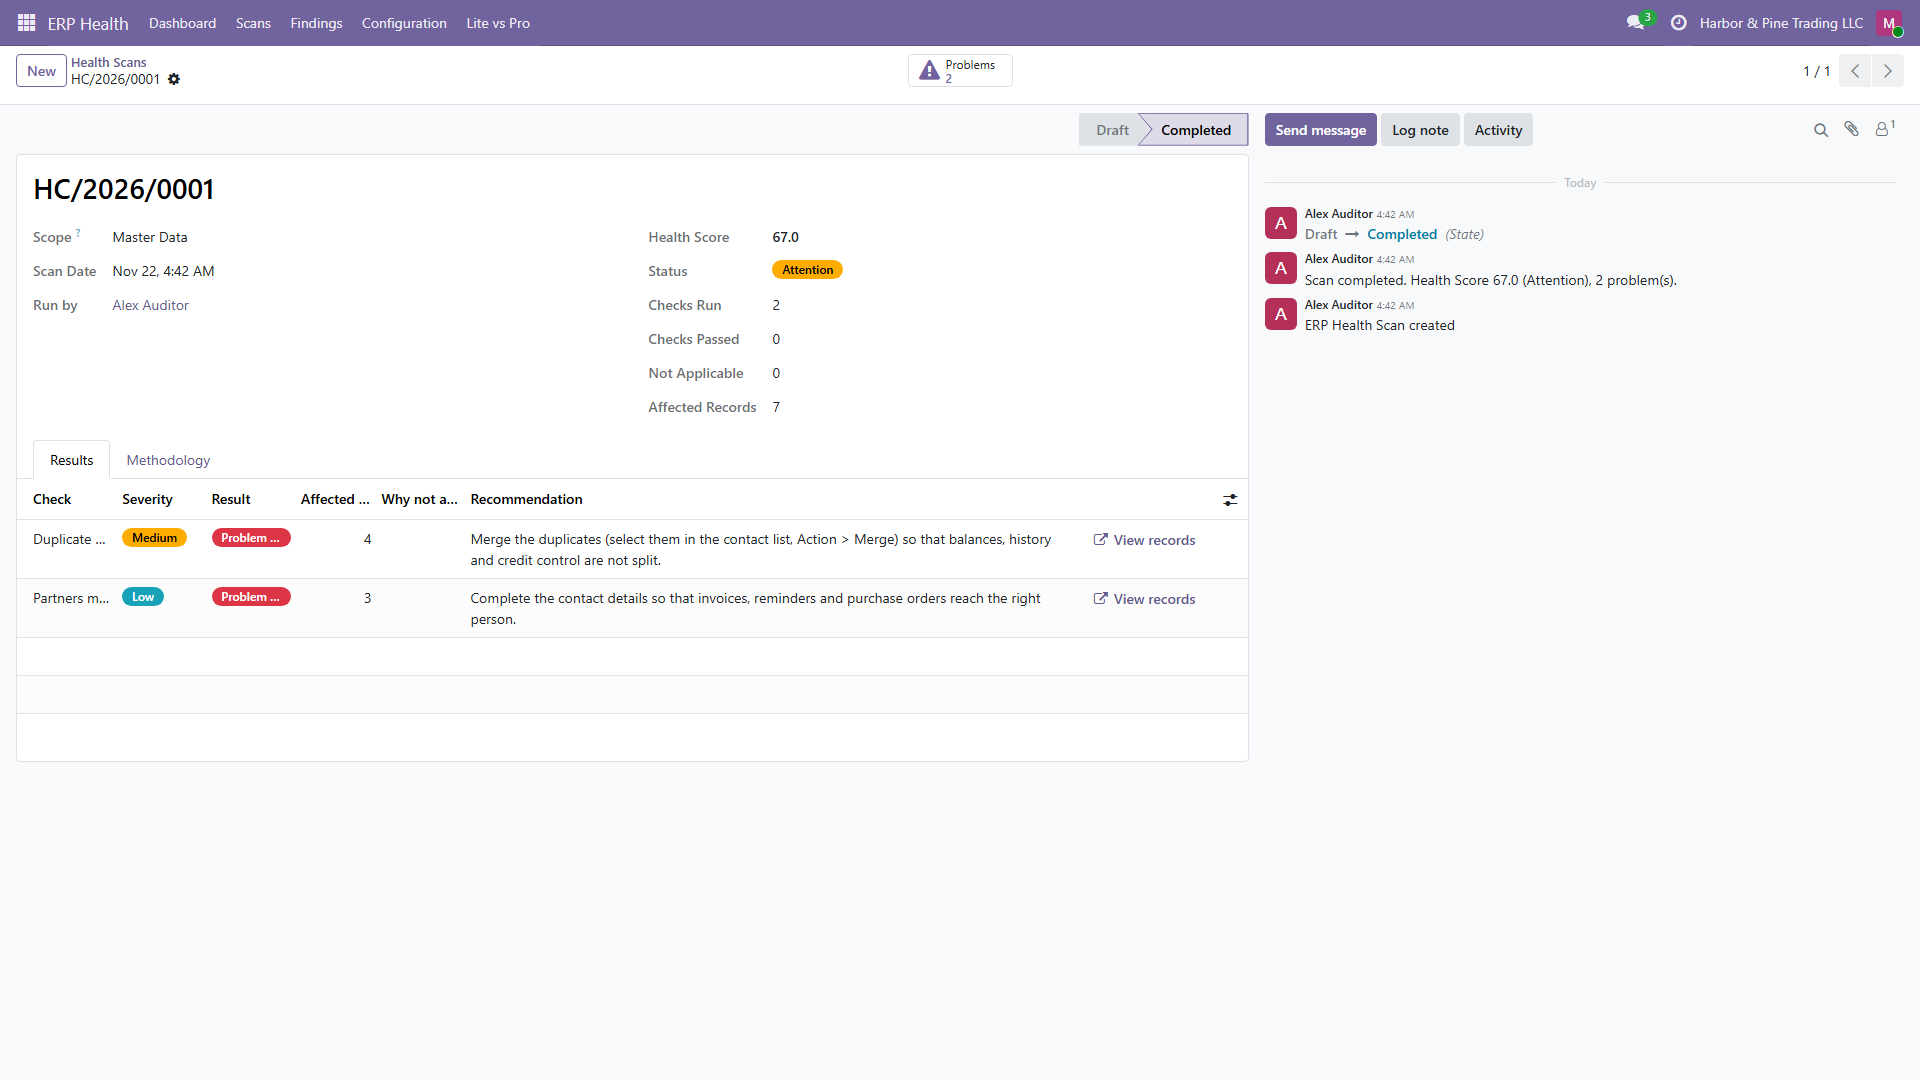 ERP Health Dashboard Scans Findings Configuration Lite vs Pro 3 Harbor & Pine Trading LLC M
New Health Scans
HC/2026/0001
Problems
2
1 / 1
Draft Completed
Send message Log note Activity 1
HC/2026/0001
Scope ? Master Data
Scan Date Nov 22, 4:42 AM
Run by Alex Auditor
Health Score 67.0
Status Attention
Checks Run 2
Checks Passed 0
Not Applicable 0
Affected Records 7
Results Methodology
Check Severity Result Affected ... Why not a... Recommendation
Duplicate ... Medium Problem ... 4 Merge the duplicates (select them in the contact list, Action > Merge) so that balances, history
and credit control are not split. View records
Partners m... Low Problem ... 3 Complete the contact details so that invoices, reminders and purchase orders reach the right
person. View records
Today
A Alex Auditor 4:42 AM
Draft → Completed (State)
A Alex Auditor 4:42 AM
Scan completed. Health Score 67.0 (Attention), 2 problem(s).
A Alex Auditor 4:42 AM
ERP Health Scan created